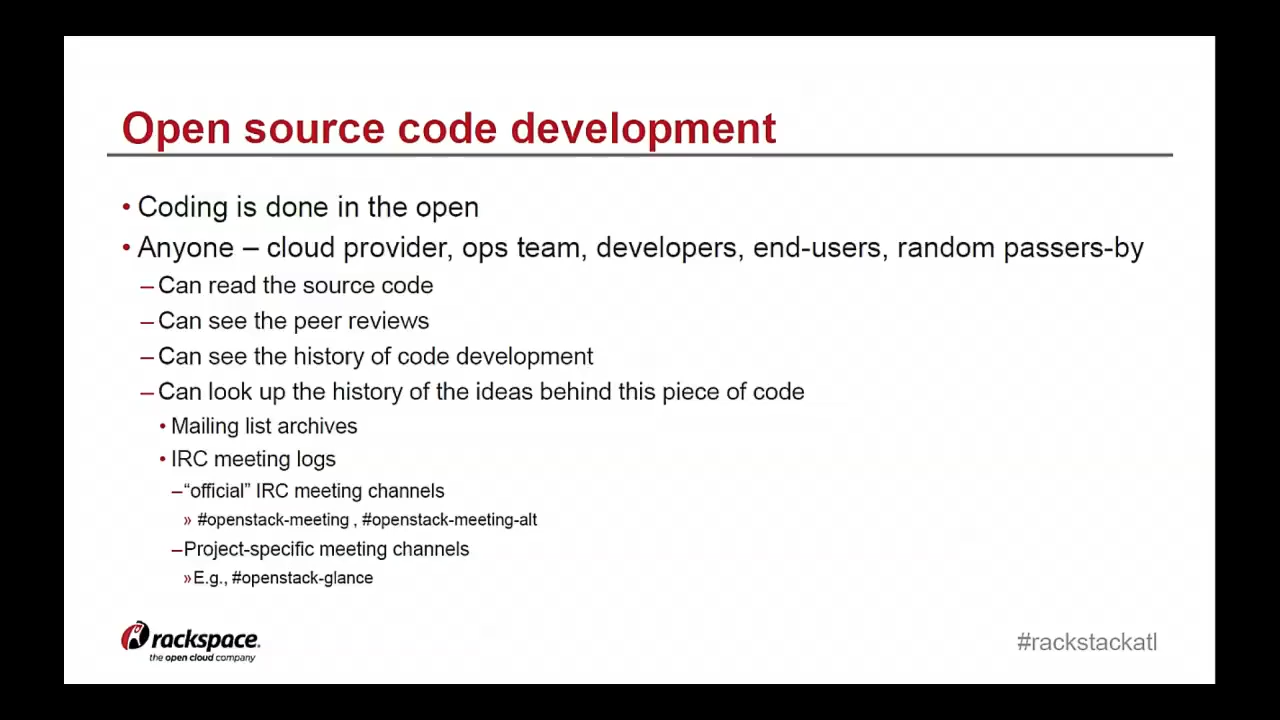 Open source code development
• Coding is done in the open
• Anyone – cloud provider, ops team, developers, end-users, random passers-by
– Can read the source code
– Can see the peer reviews
– Can see the history of code development
– Can look up the history of the ideas behind this piece of code
• Mailing list archives
• IRC meeting logs
– “official” IRC meeting channels
» #openstack-meeting , #openstack-meeting-alt
– Project-specific meeting channels
» E.g., #openstack-glance
rackspace.
the open cloud company
#rackstackatl